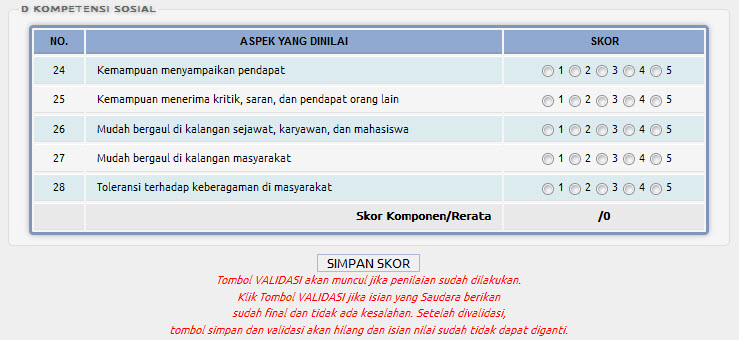 D KOMPETENSI SOSIAL
NO. ASPEK YANG DINILAI SKOR
24 Kemampuan menyampaikan pendapat 1 2 3 4 5
25 Kemampuan menerima kritik, saran, dan pendapat orang lain 1 2 3 4 5
26 Mudah bergaul di kalangan sejawat, karyawan, dan mahasiswa 1 2 3 4 5
27 Mudah bergaul di kalangan masyarakat 1 2 3 4 5
28 Toleransi terhadap keberagaman di masyarakat 1 2 3 4 5
Skor Komponen/Rerata /0
SIMPAN SKOR
Tombol VALIDASI akan muncul jika penilaian sudah dilakukan.
Klik Tombol VALIDASI jika isian yang Saudara berikan
sudah final dan tidak ada kesalahan. Setelah divalidasi,
tombol simpan dan validasi akan hilang dan isian nilai sudah tidak dapat diganti.